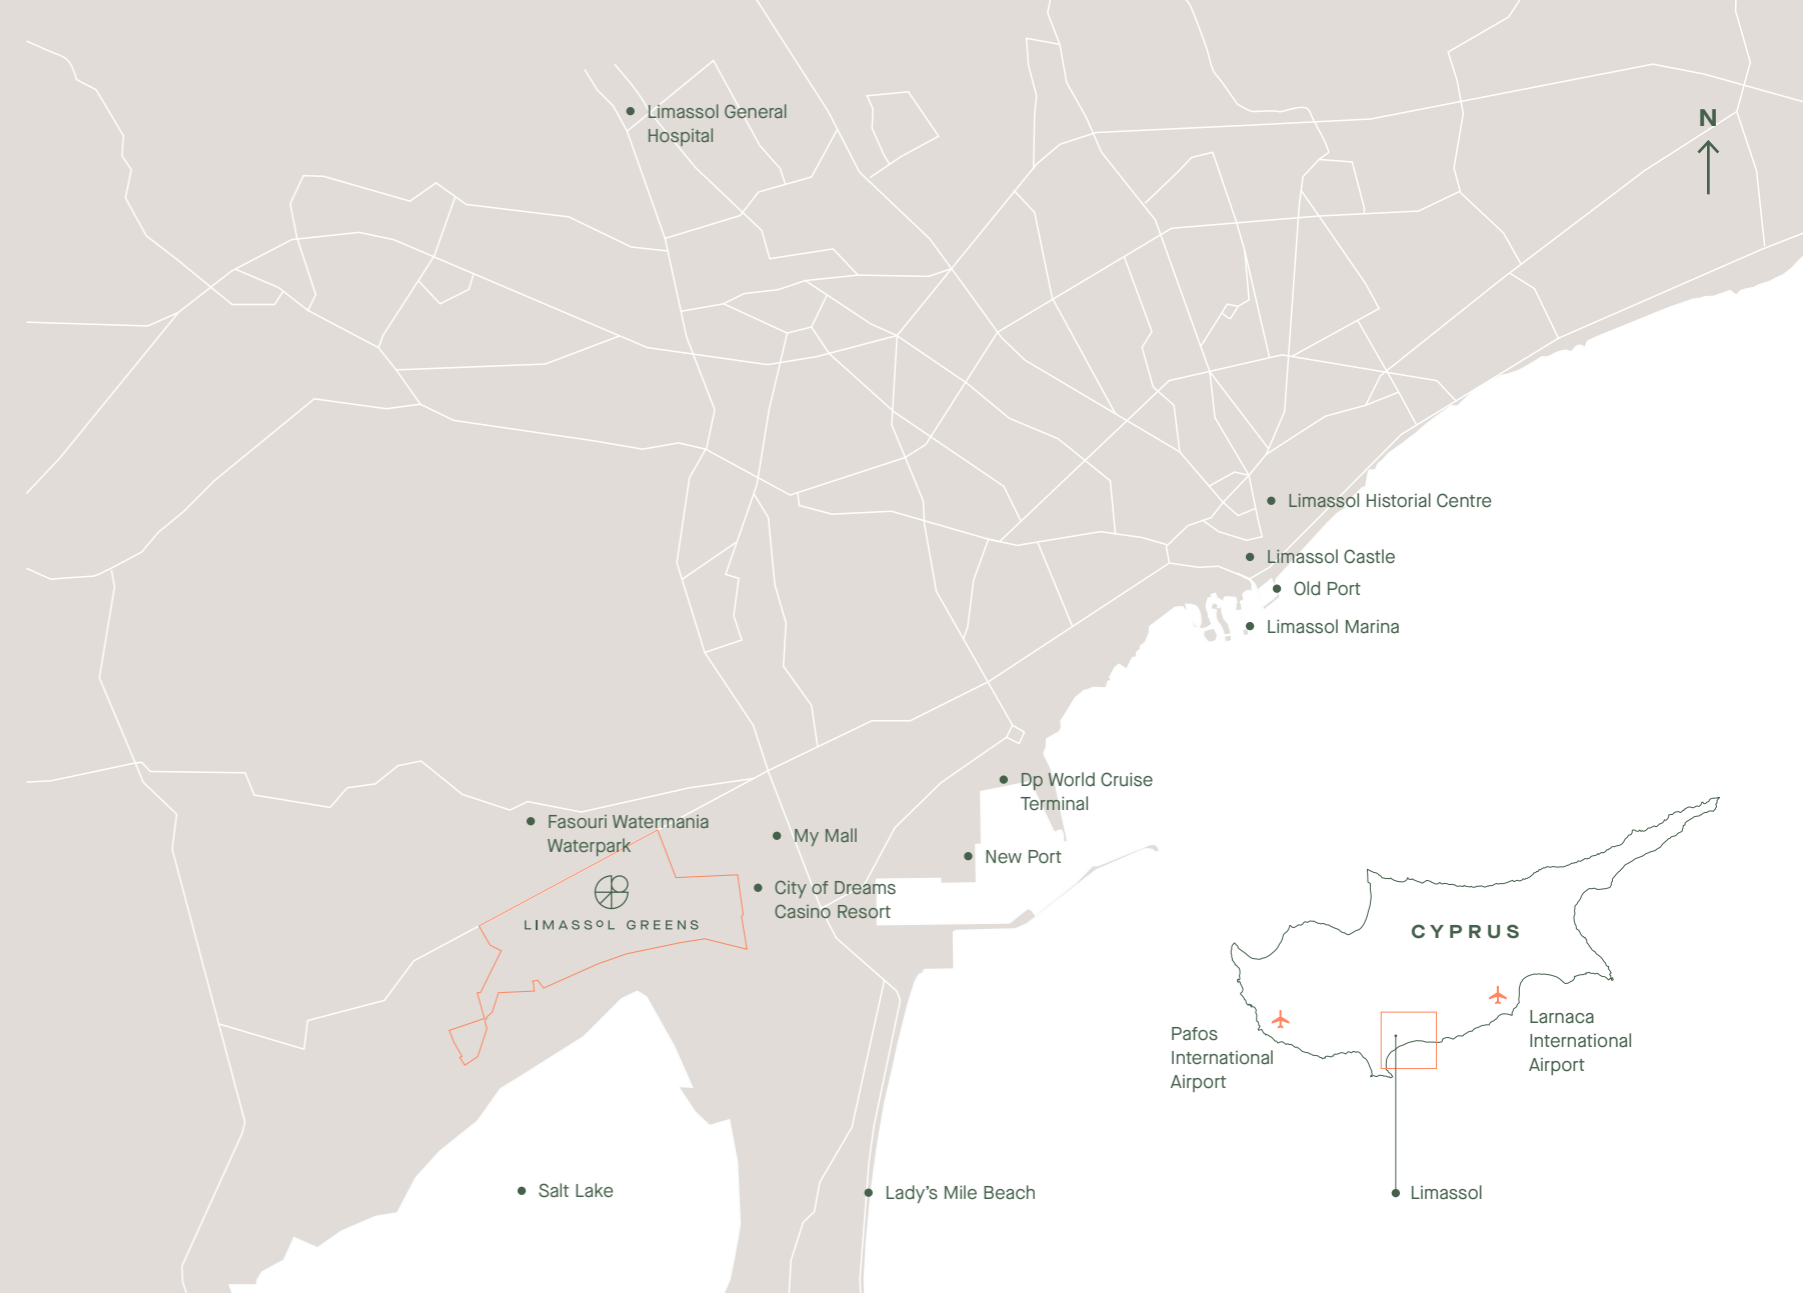 Limassol General
Hospital
N
Limassol Historial Centre
Limassol Castle
Old Port
Limassol Marina
Dp World Cruise
Terminal
Fasouri Watermania
Waterpark
My Mall
New Port
City of Dreams
Casino Resort
LIMASSOL GREENS
CYPRUS
Pafos
International
Airport
Larnaca
International
Airport
Salt Lake
Lady's Mile Beach
Limassol